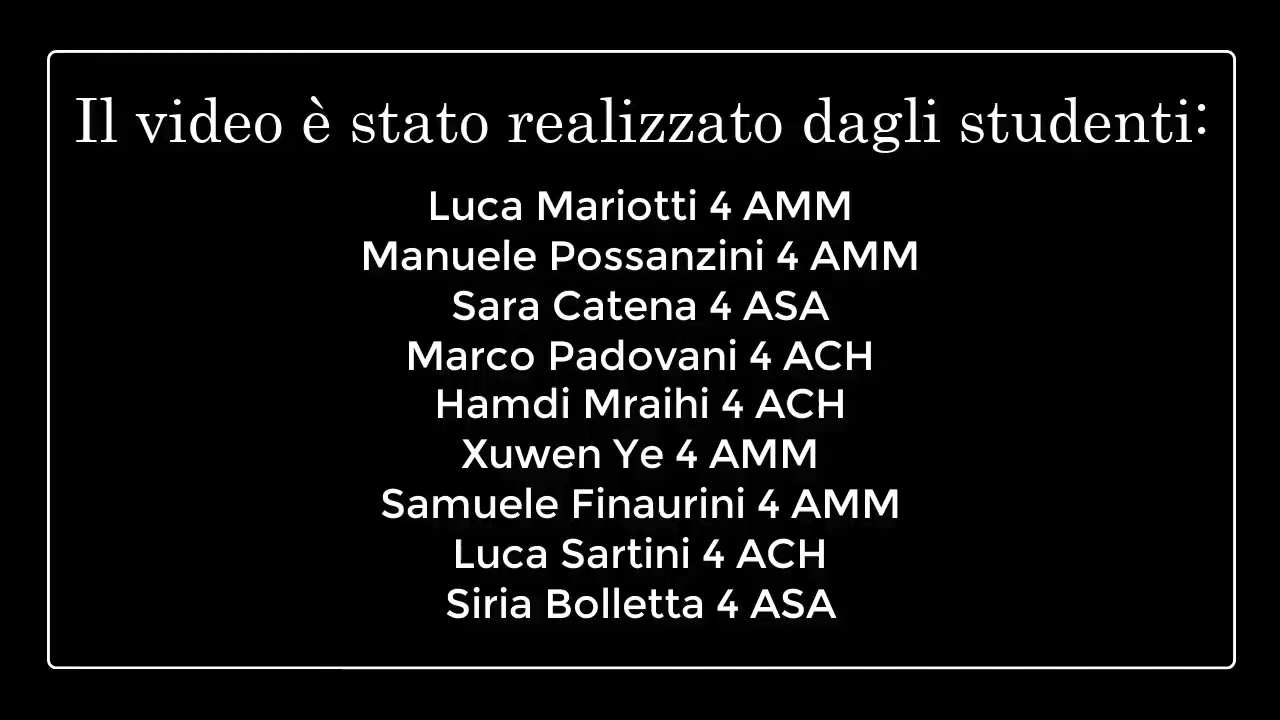 Il video è stato realizzato dagli studenti:
Luca Mariotti 4 AMM
Manuele Possanzini 4 AMM
Sara Catena 4 ASA
Marco Padovani 4 ACH
Hamdi Mraihi 4 ACH
Xuwen Ye 4 AMM
Samuele Finaurini 4 AMM
Luca Sartini 4 ACH
Siria Bolletta 4 ASA